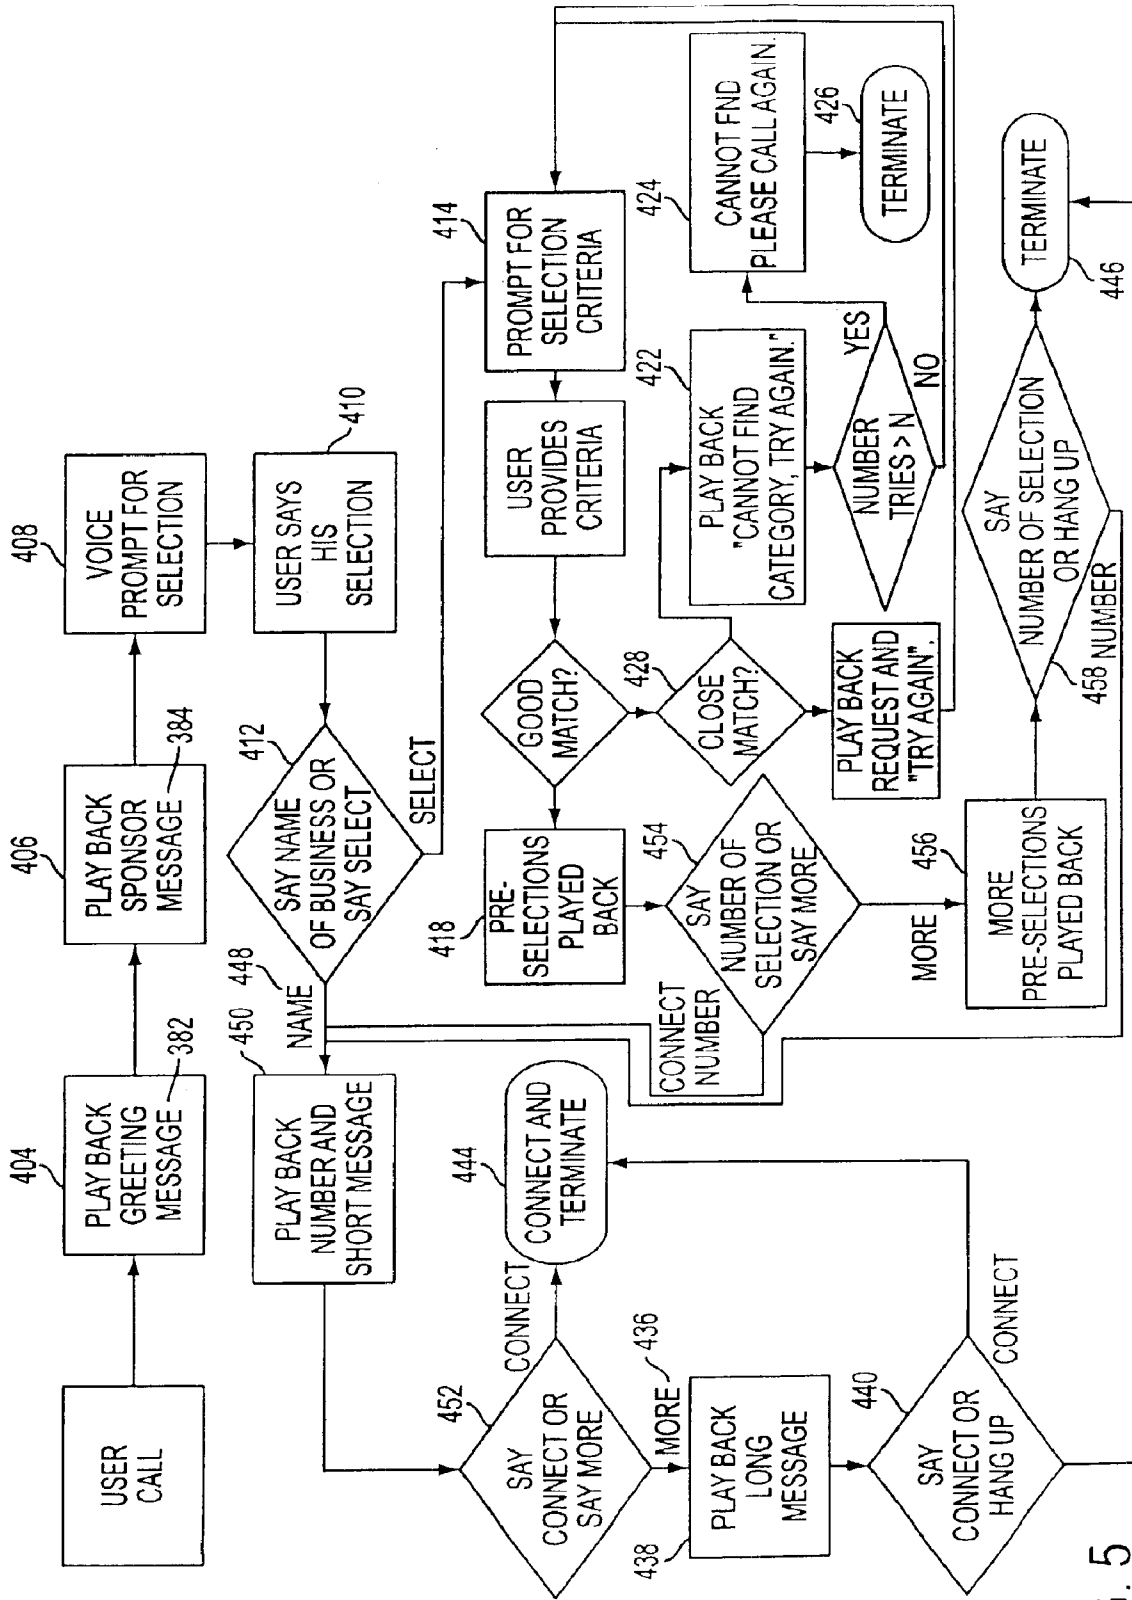 USER
CALL
404
PLAY BACK
GREETING
MESSAGE
382
406
PLAY BACK
SPONSOR
MESSAGE
384
408
VOICE
PROMPT FOR
SELECTION
410
USER SAYS
HIS
SELECTION
412
SAY NAME
OF BUSINESS OR
SAY SELECT
SELECT
448
NAME
450
PLAY BACK
NUMBER AND
SHORT MESSAGE
414
PROMPT FOR
SELECTION
CRITERIA
USER
PROVIDES
CRITERIA
GOOD
MATCH?
428
CLOSE
MATCH?
422
PLAY BACK
"CANNOT FIND
CATEGORY, TRY AGAIN."
NUMBER
TRIES > N
YES
NO
424
CANNOT FND
PLEASE CALL AGAIN.
426
TERMINATE
PLAY BACK
REQUEST AND
"TRY AGAIN".
418
PRE-
SELECTIONS
PLAYED
BACK
454
SAY
NUMBER OF
SELECTION OR
SAY MORE
CONNECT
NUMBER
MORE
456
MORE
PRE-SELECTIONS
PLAYED BACK
458
SAY
NUMBER OF SELECTION
OR HANG UP
NUMBER
TERMINATE
446
452
SAY
CONNECT OR
SAY MORE
CONNECT
444
CONNECT AND
TERMINATE
MORE
436
438
PLAY BACK
LONG
MESSAGE
440
SAY
CONNECT OR
HANG UP
CONNECT
5